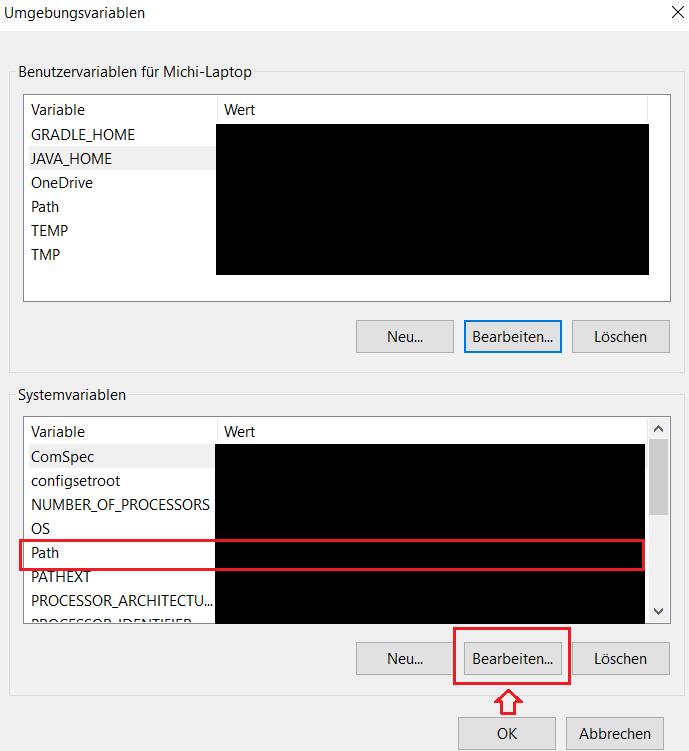 Umgebungsvariablen
Benutzervariablen für Michi-Laptop
Variable Wert
GRADLE_HOME
JAVA_HOME
OneDrive
Path
TEMP
TMP
Neu... Bearbeiten... Löschen
Systemvariablen
Variable Wert
ComSpec
configsetroot
NUMBER_OF_PROCESSORS
OS
Path
PATHEXT
PROCESSOR_ARCHITECTU...
PROCESSOR_IDENTIFIER
Neu... Bearbeiten... Löschen
OK Abbrechen